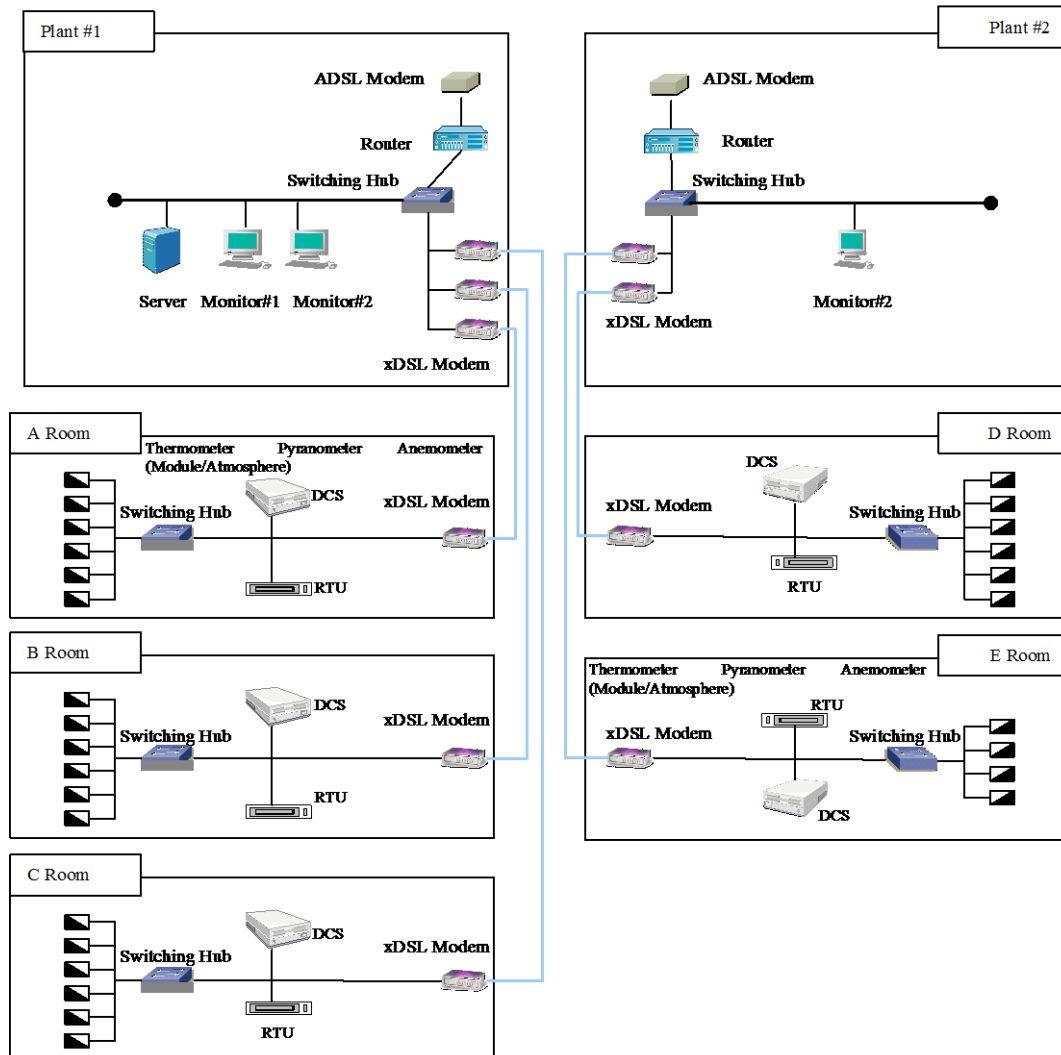 Plant #1
ADSL Modem
Router
Switching Hub
Server
Monitor#1
Monitor#2
xDSL Modem
Plant #2
ADSL Modem
Router
Switching Hub
xDSL Modem
Monitor#2
A Room
Thermometer
(Module/Atmosphere)
Pyranometer
Anemometer
DCS
xDSL Modem
Switching Hub
RTU
D Room
DCS
xDSL Modem
Switching Hub
RTU
B Room
DCS
xDSL Modem
Switching Hub
RTU
E Room
Thermometer
(Module/Atmosphere)
Pyranometer
Anemometer
RTU
xDSL Modem
Switching Hub
DCS
C Room
DCS
xDSL Modem
Switching Hub
RTU